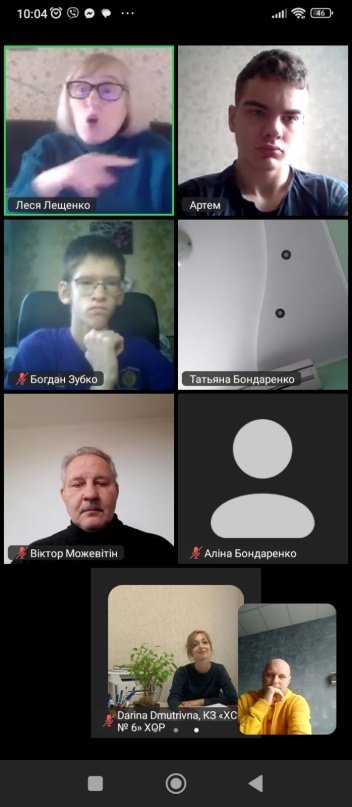 10:04
46
Леся Лещенко
Артем
Богдан Зубко
Татьяна Бондаренко
Віктор Можевітін
Аліна Бондаренко
Darina Dmutrivna, КЗ «ХС
№ 6» ХОР